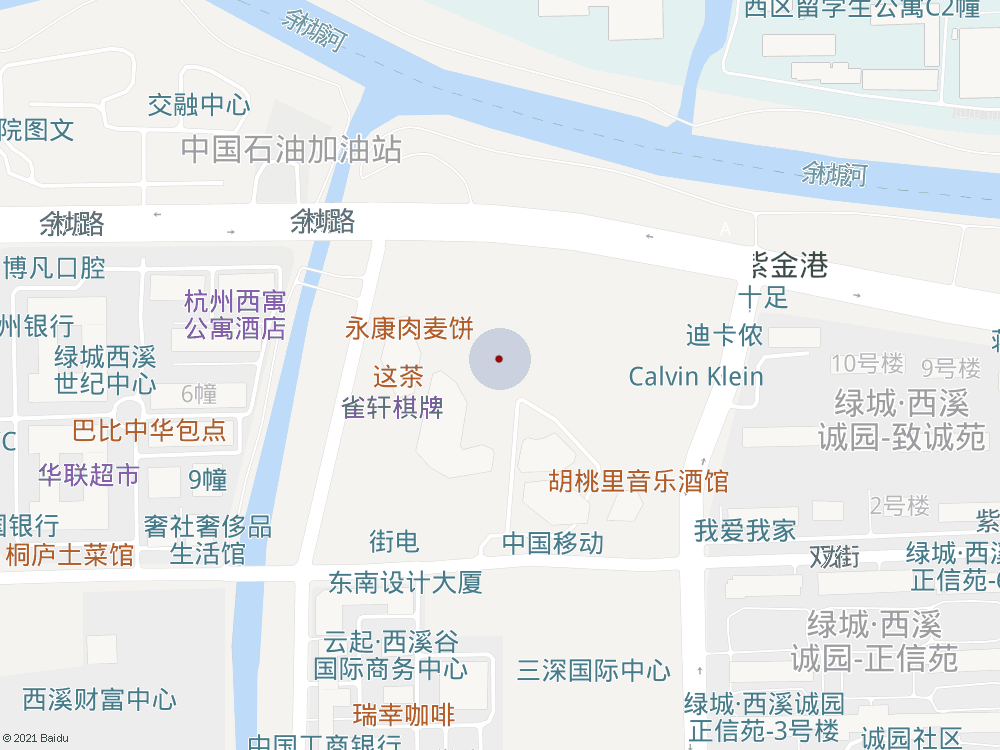 余杭塘河
西区留学生公寓C2幢
交融中心
院图文
中国石油加油站
余杭塘河
余杭塘路
余杭塘路
A
紫金港
博凡口腔
十足
杭州西寓
公寓酒店
州银行
永康肉麦饼
迪卡侬
绿城西溪
世纪中心
10号楼
9号楼
这茶
Calvin Klein
6幢
雀轩棋牌
绿城·西溪
诚园-致诚苑
巴比中华包点
C
华联超市
9幢
胡桃里音乐酒馆
2号楼
国银行
奢社奢侈品
生活馆
街电
中国移动
我爱我家
紫
桐庐土菜馆
双龙街
绿城·西溪
正信苑-6
东南设计大厦
绿城·西溪
诚园-正信苑
云起·西溪谷
国际商务中心
三深国际中心
西溪财富中心
瑞幸咖啡
绿城·西溪诚园
正信苑-3号楼
诚园社区
中国工商银行
© 2021 Baidu